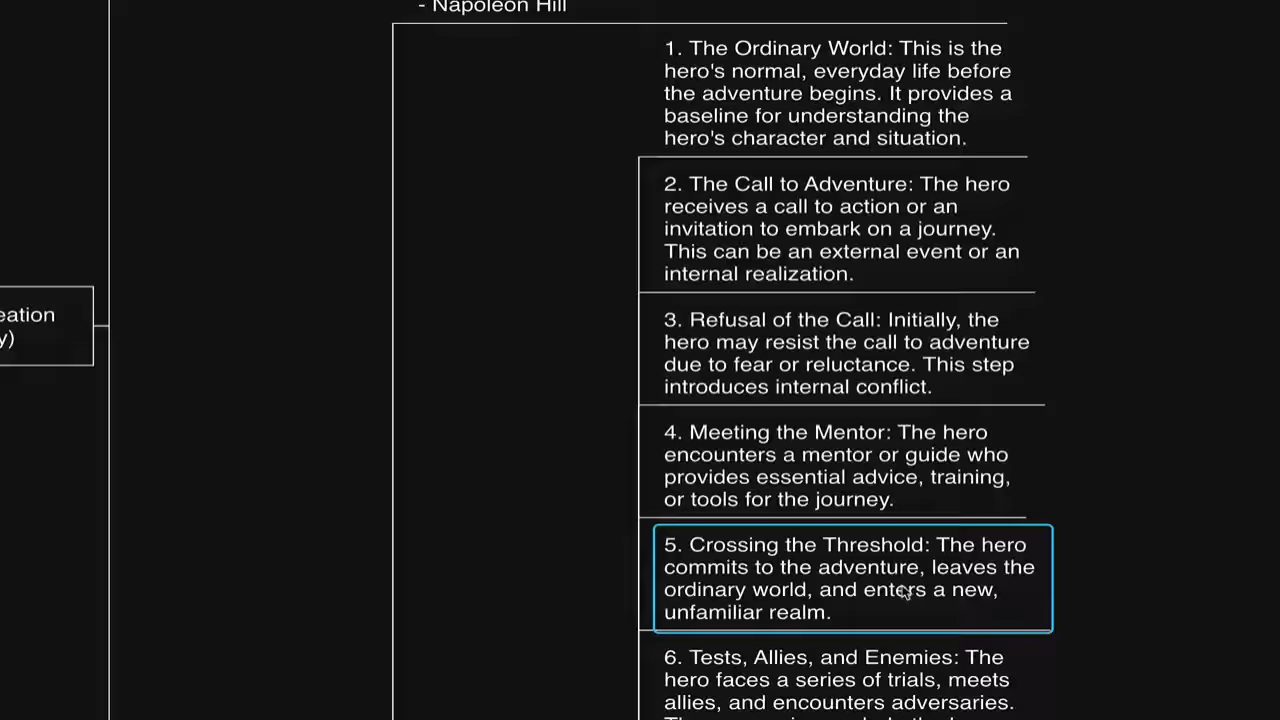 - Napoleon Hill
1. The Ordinary World: This is the
hero's normal, everyday life before
the adventure begins. It provides a
baseline for understanding the
hero's character and situation.
2. The Call to Adventure: The hero
receives a call to action or an
invitation to embark on a journey.
This can be an external event or an
internal realization.
eation
y)
3. Refusal of the Call: Initially, the
hero may resist the call to adventure
due to fear or reluctance. This step
introduces internal conflict.
4. Meeting the Mentor: The hero
encounters a mentor or guide who
provides essential advice, training,
or tools for the journey.
5. Crossing the Threshold: The hero
commits to the adventure, leaves the
ordinary world, and enters a new,
unfamiliar realm.
6. Tests, Allies, and Enemies: The
hero faces a series of trials, meets
allies, and encounters adversaries.